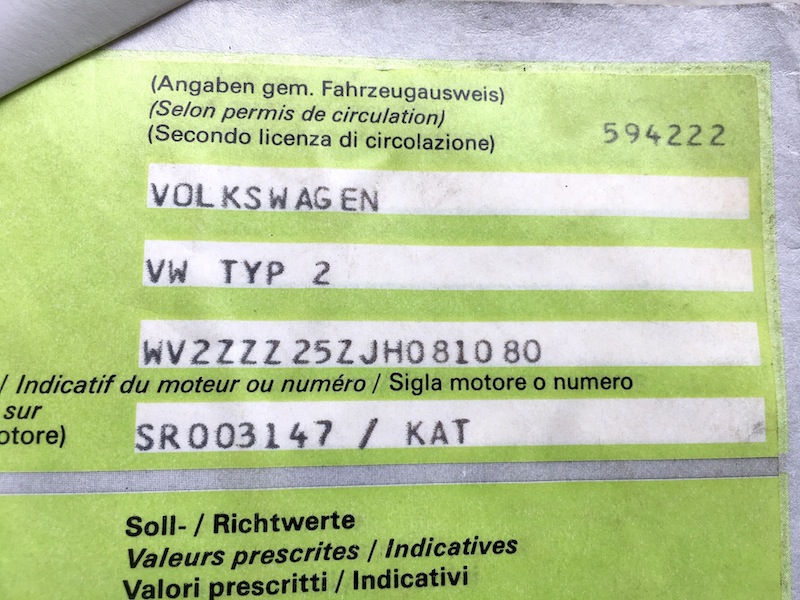 (Angaben gem. Fahrzeugausweis)
(Selon permis de circulation)
(Secondo licenza di circolazione) 594222
VOLKSWAGEN
VW TYP 2
WV2ZZZ25ZJH081080
/ Indicatif du moteur ou numéro / Sigla motore o numero
sur
otore)
SR003147 / KAT
Soll- / Richtwerte
Valeurs prescrites / Indicatives
Valori prescritti / Indicativi